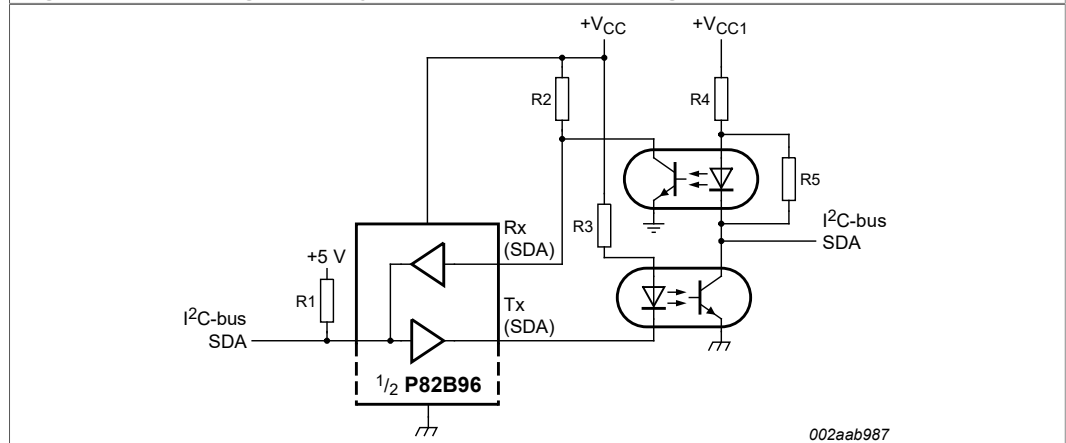 +VCC
+VCC1
R2
R4
R5
R3
Rx
(SDA)
I2C-bus
SDA
+5 V
R1
Tx
(SDA)
I2C-bus
SDA
1/2 P82B96
002aab987